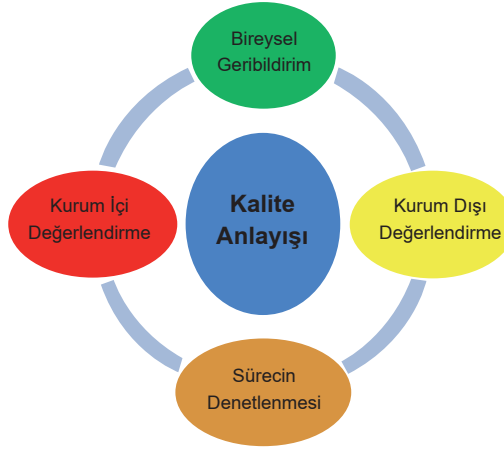 Bireysel
Geribildirim
Kurum İçi
Değerlendirme
Kalite
Anlayışı
Kurum Dışı
Değerlendirme
Sürecin
Denetlenmesi